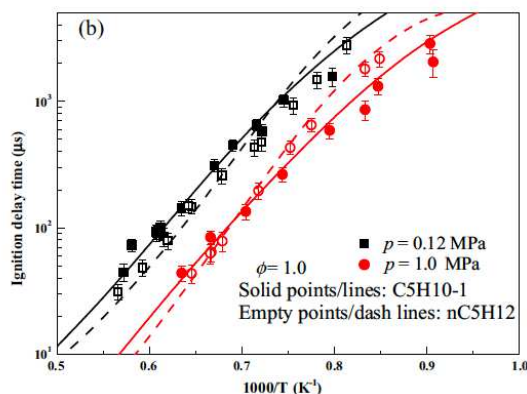 (b)
10³
10²
10¹
Ignition delay time (μs)
p = 0.12 MPa
p = 1.0 MPa
ϕ= 1.0
Solid points/lines: C5H10-1
Empty points/dash lines: nC5H12
0.5 0.6 0.7 0.8 0.9 1.0
1000/T (K⁻¹)